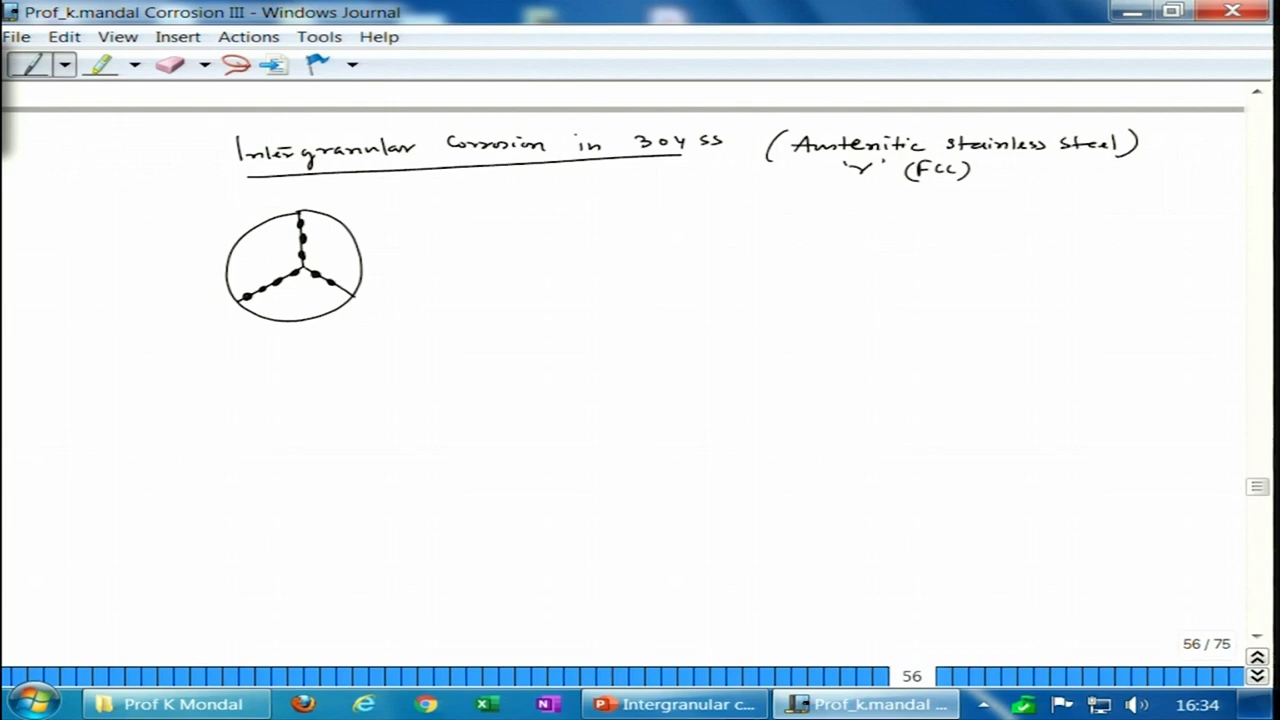 Prof_k.mandal Corrosion III - Windows Journal
File Edit View Insert Actions Tools Help
Intergranular Corrosion in 304 SS (Austenitic stainless steel)
'γ' (FCC)
56 / 75
56
Prof K Mondal Intergranular c... Prof_k.mandal ... 16:34